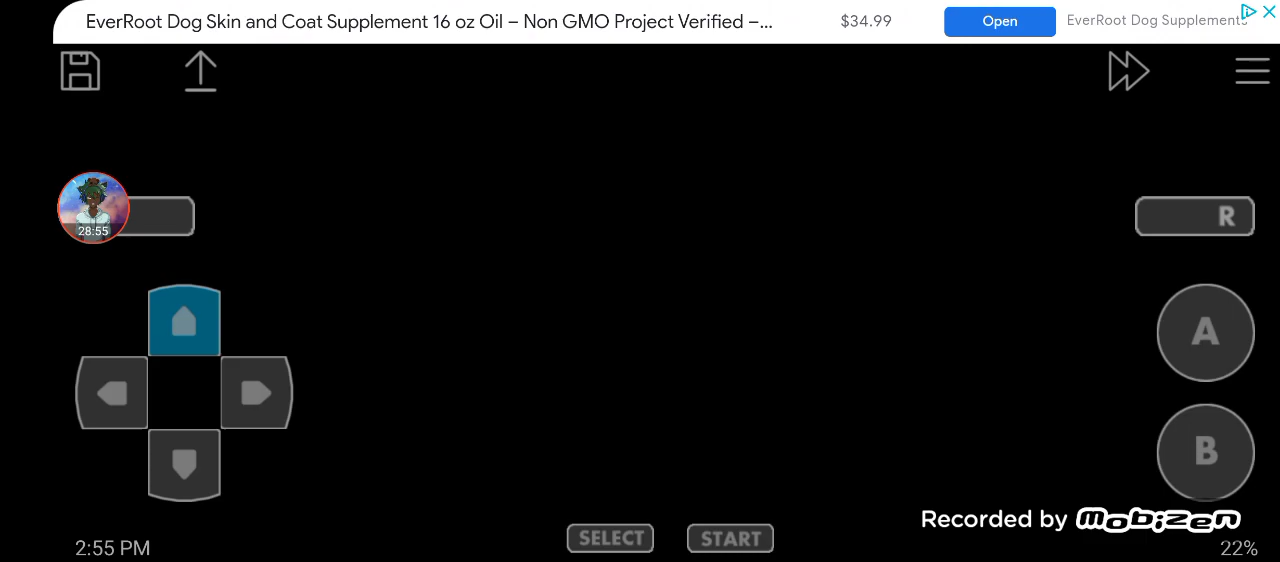 EverRoot Dog Skin and Coat Supplement 16 oz Oil – Non GMO Project Verified –...
$34.99
Open
EverRoot Dog Supplements
28:55
R
A
B
Recorded by Mobizen
SELECT
START
2:55 PM
22%